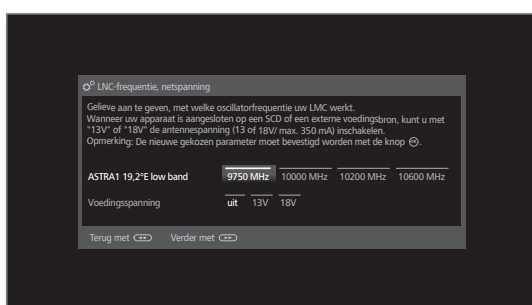 LNC-frequentie, netspanning
Gelieve aan te geven, met welke oscillatorfrequentie uw LMC werkt.
Wanneer uw apparaat is aangesloten op een SCD of een externe voedingsbron, kunt u met
"13V" of "18V" de antennespanning (13 of 18V/ max. 350 mA) inschakelen.
Opmerking: De nieuwe gekozen parameter moet bevestigd worden met de knop OK.
ASTRA1 19,2°E low band 9750 MHz 10000 MHz 10200 MHz 10600 MHz
Voedingsspanning uit 13V 18V
Terug met Verder met